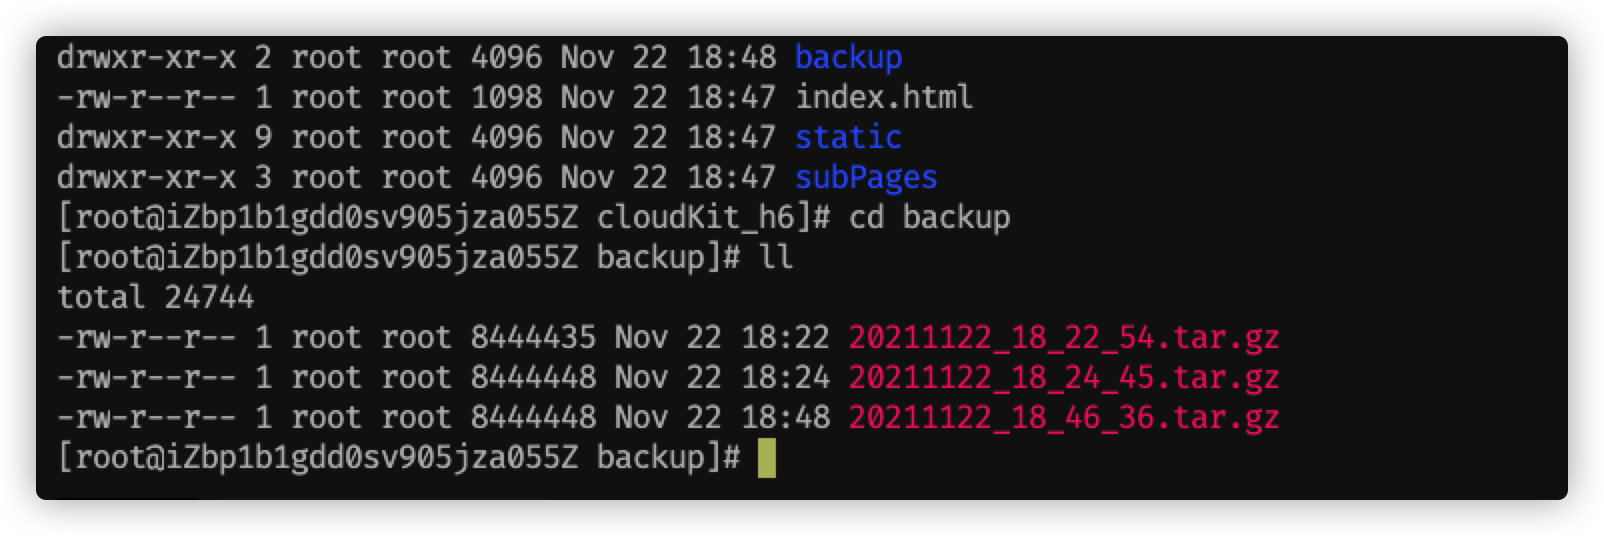 drwxr-xr-x 2 root root 4096 Nov 22 18:48 backup
-rw-r--r-- 1 root root 1098 Nov 22 18:47 index.html
drwxr-xr-x 9 root root 4096 Nov 22 18:47 static
drwxr-xr-x 3 root root 4096 Nov 22 18:47 subPages
[root@iZbp1b1gdd0sv905jza055Z cloudKit_h6]# cd backup
[root@iZbp1b1gdd0sv905jza055Z backup]# ll
total 24744
-rw-r--r-- 1 root root 8444435 Nov 22 18:22 20211122_18_22_54.tar.gz
-rw-r--r-- 1 root root 8444448 Nov 22 18:24 20211122_18_24_45.tar.gz
-rw-r--r-- 1 root root 8444448 Nov 22 18:48 20211122_18_46_36.tar.gz
[root@iZbp1b1gdd0sv905jza055Z backup]#